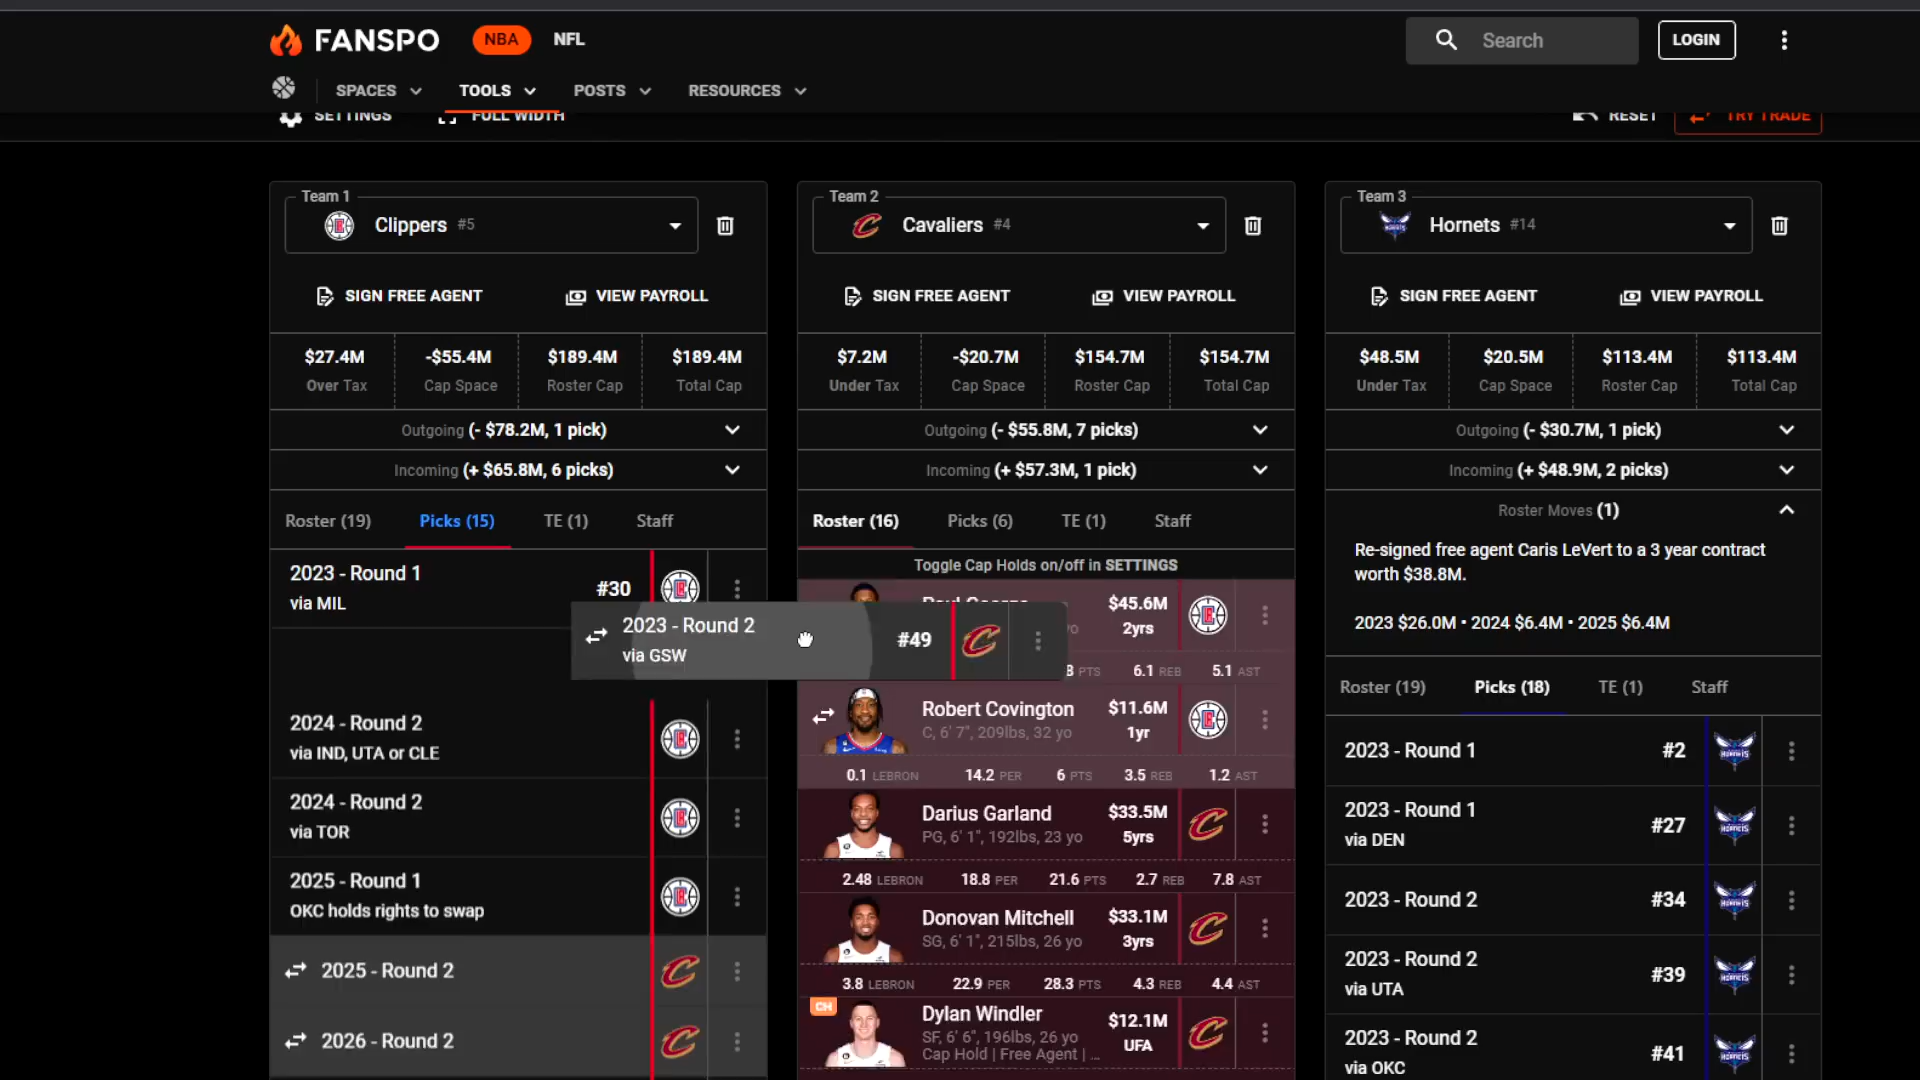 FANSPO
NBA
NFL
Search
LOGIN
SPACES
TOOLS
POSTS
RESOURCES
SETTINGS
FULL WIDTH
RESET
TRY TRADE
Team 1
Clippers #5
SIGN FREE AGENT
VIEW PAYROLL
$27.4M
-$55.4M
$189.4M
$189.4M
Over Tax
Cap Space
Roster Cap
Total Cap
Outgoing (- $78.2M, 1 pick)
Incoming (+ $65.8M, 6 picks)
Roster (19)
Picks (15)
TE (1)
Staff
2023 - Round 1
via MIL
#30
2023 - Round 2
via GSW
#49
2024 - Round 2
via IND, UTA or CLE
2024 - Round 2
via TOR
2025 - Round 1
OKC holds rights to swap
2025 - Round 2
2026 - Round 2
Team 2
Cavaliers #4
SIGN FREE AGENT
VIEW PAYROLL
$7.2M
-$20.7M
$154.7M
$154.7M
Under Tax
Cap Space
Roster Cap
Total Cap
Outgoing (- $55.8M, 7 picks)
Incoming (+ $57.3M, 1 pick)
Roster (16)
Picks (6)
TE (1)
Staff
Toggle Cap Holds on/off in SETTINGS
$45.6M
2yrs
PTS
6.1 REB
5.1 AST
Robert Covington
$11.6M
C, 6' 7", 209lbs, 32 yo
1yr
0.1 LEBRON
14.2 PER
6 PTS
3.5 REB
1.2 AST
Darius Garland
$33.5M
PG, 6' 1", 192lbs, 23 yo
5yrs
2.48 LEBRON
18.8 PER
21.6 PTS
2.7 REB
7.8 AST
Donovan Mitchell
$33.1M
SG, 6' 1", 215lbs, 26 yo
3yrs
3.8 LEBRON
22.9 PER
28.3 PTS
4.3 REB
4.4 AST
CH
Dylan Windler
$12.1M
SF, 6' 6", 196lbs, 26 yo
UFA
Cap Hold | Free Agent | ...
Team 3
Hornets #14
SIGN FREE AGENT
VIEW PAYROLL
$48.5M
$20.5M
$113.4M
$113.4M
Under Tax
Cap Space
Roster Cap
Total Cap
Outgoing (- $30.7M, 1 pick)
Incoming (+ $48.9M, 2 picks)
Roster Moves (1)
Re-signed free agent Caris LeVert to a 3 year contract
worth $38.8M.
2023 $26.0M • 2024 $6.4M • 2025 $6.4M
Roster (19)
Picks (18)
TE (1)
Staff
2023 - Round 1
#2
2023 - Round 1
via DEN
#27
2023 - Round 2
#34
2023 - Round 2
via UTA
#39
2023 - Round 2
via OKC
#41